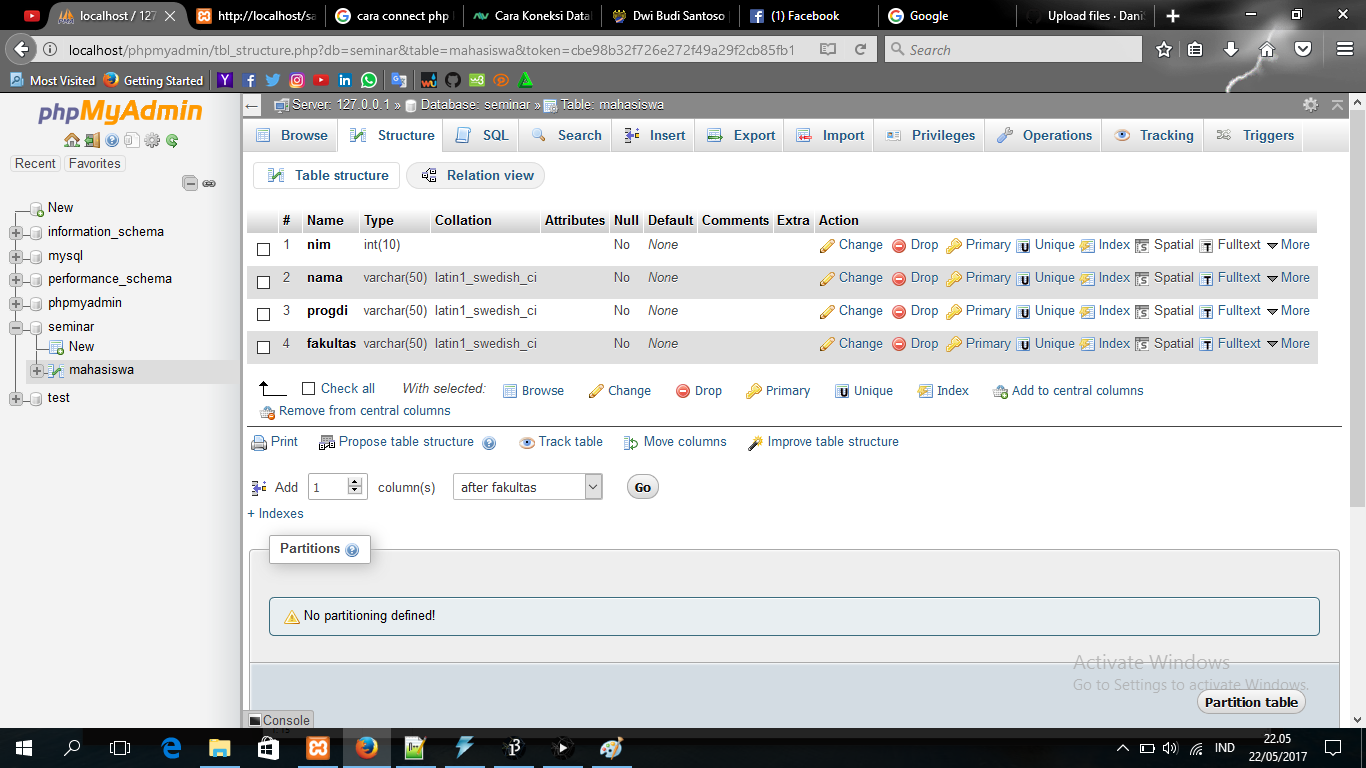 localhost / 127
http://localhost/sa
cara connect php
Cara Koneksi Data
Dwi Budi Santoso
(1) Facebook
Google
Upload files · Dani
localhost/phpmyadmin/tbl_structure.php?db=seminar&table=mahasiswa&token=cbe98b32f726e272f49a29f2cb85fb1
Search
Most Visited
Getting Started
phpMyAdmin
Recent
Favorites
New
information_schema
mysql
performance_schema
phpmyadmin
seminar
New
mahasiswa
test
Server: 127.0.0.1 » Database: seminar » Table: mahasiswa
Browse Structure SQL Search Insert Export Import Privileges Operations Tracking Triggers
Table structure Relation view
# Name Type Collation Attributes Null Default Comments Extra Action
1 nim int(10) No None Change Drop Primary Unique Index Spatial Fulltext More
2 nama varchar(50) latin1_swedish_ci No None Change Drop Primary Unique Index Spatial Fulltext More
3 progdi varchar(50) latin1_swedish_ci No None Change Drop Primary Unique Index Spatial Fulltext More
4 fakultas varchar(50) latin1_swedish_ci No None Change Drop Primary Unique Index Spatial Fulltext More
Check all With selected: Browse Change Drop Primary Unique Index Add to central columns
Remove from central columns
Print Propose table structure Track table Move columns Improve table structure
Add 1 column(s) after fakultas Go
+ Indexes
Partitions
No partitioning defined!
Activate Windows
Go to Settings to activate Windows.
Partition table
Console
IND
22.05
22/05/2017